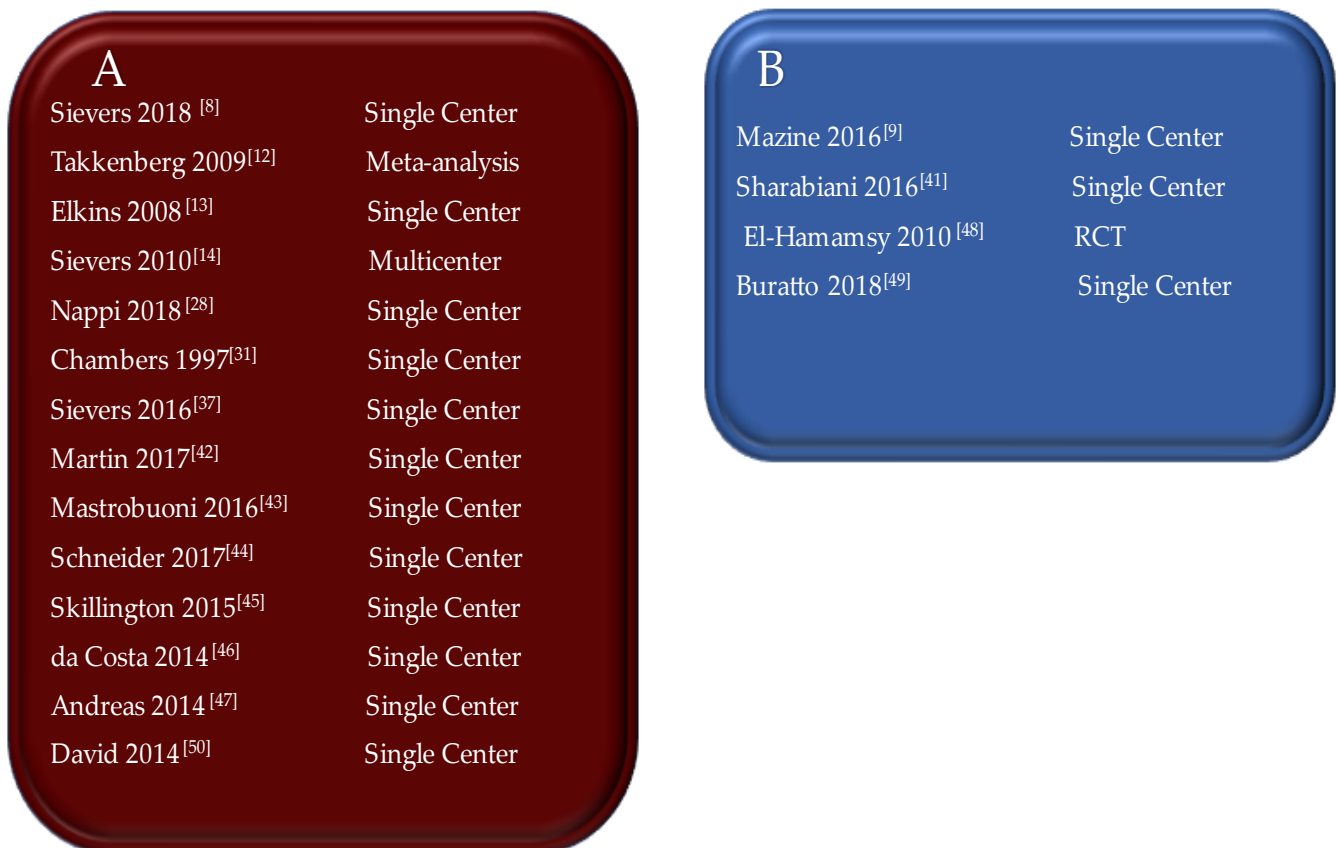 A
Sievers 2018 [8] Single Center
Takkenberg 2009[12] Meta-analysis
Elkins 2008[13] Single Center
Sievers 2010[14] Multicenter
Nappi 2018[28] Single Center
Chambers 1997[31] Single Center
Sievers 2016[37] Single Center
Martin 2017[42] Single Center
Mastrobuoni 2016[43] Single Center
Schneider 2017[44] Single Center
Skillington 2015[45] Single Center
da Costa 2014[46] Single Center
Andreas 2014[47] Single Center
David 2014[50] Single Center
B
Mazine 2016[9] Single Center
Sharabiani 2016[41] Single Center
El-Hamamsy 2010[48] RCT
Buratto 2018[49] Single Center